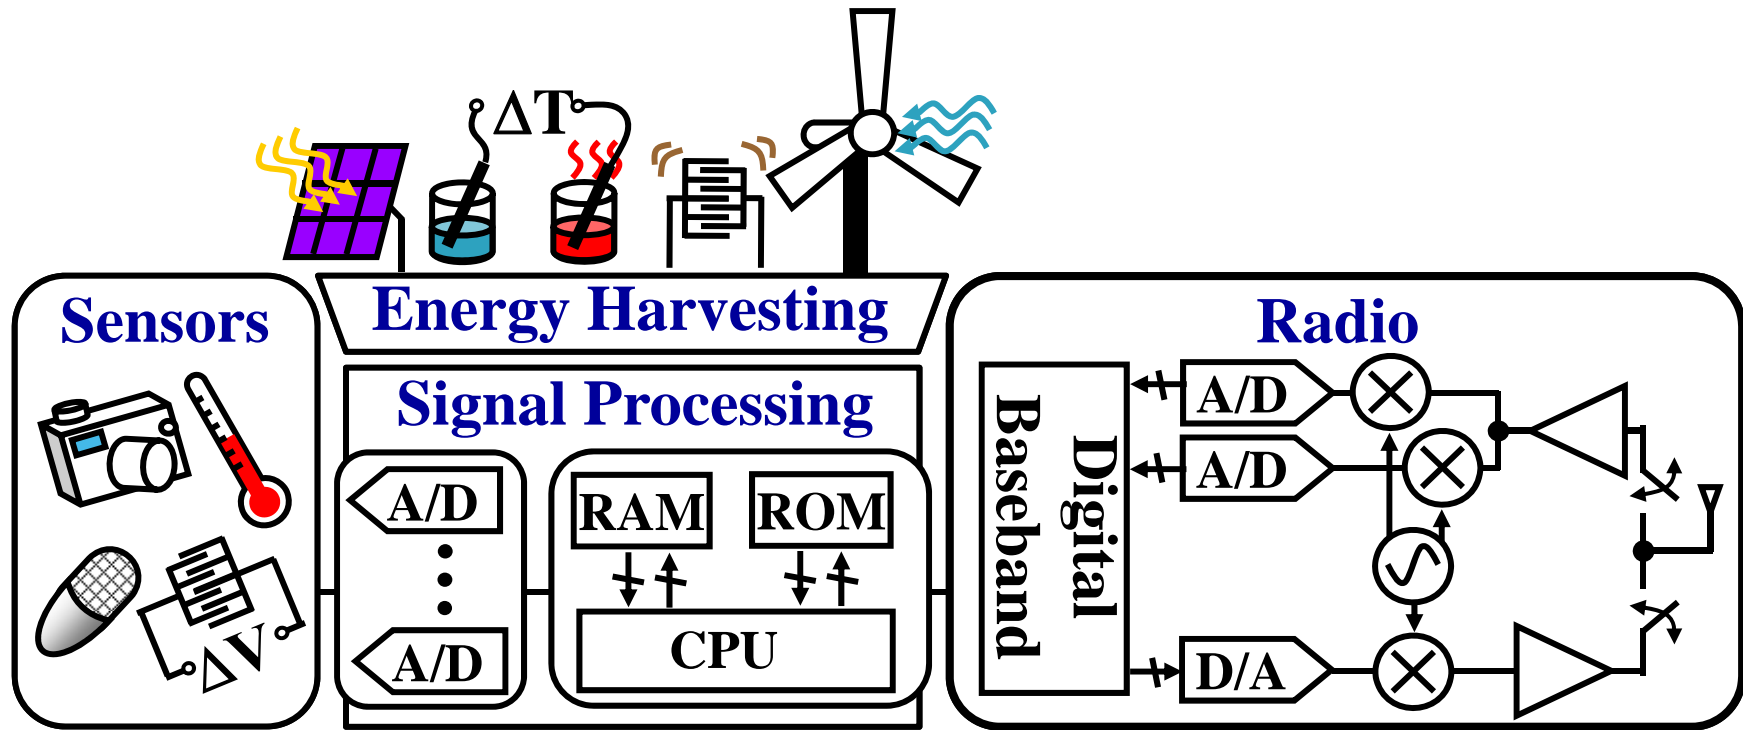 ΔT
Energy Harvesting
Sensors
ΔV
Signal Processing
A/D
A/D
RAM
ROM
CPU
Radio
Digital
Baseband
A/D
A/D
D/A